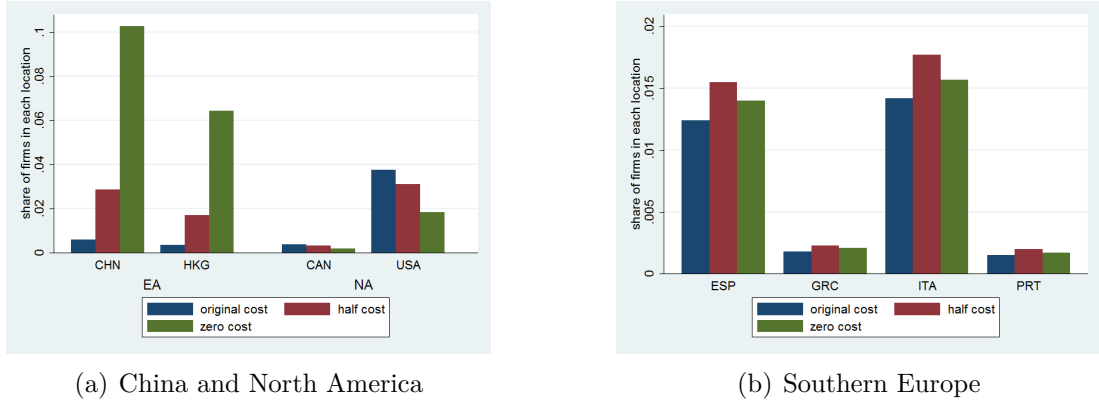 share of firms in each location
.1
.08
.06
.04
.02
0
CHN HKG CAN USA
EA NA
original cost half cost
zero cost
(a) China and North America
share of firms in each location
.02
.015
.01
.005
0
ESP GRC ITA PRT
original cost half cost
zero cost
(b) Southern Europe